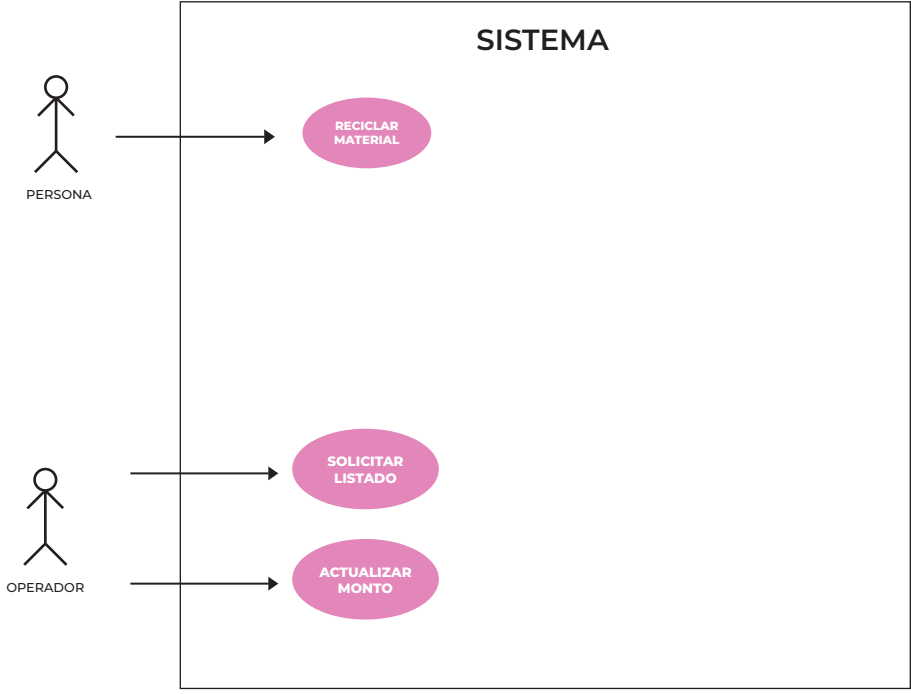 SISTEMA
RECICLAR
MATERIAL
PERSONA
SOLICITAR
LISTADO
ACTUALIZAR
MONTO
OPERADOR